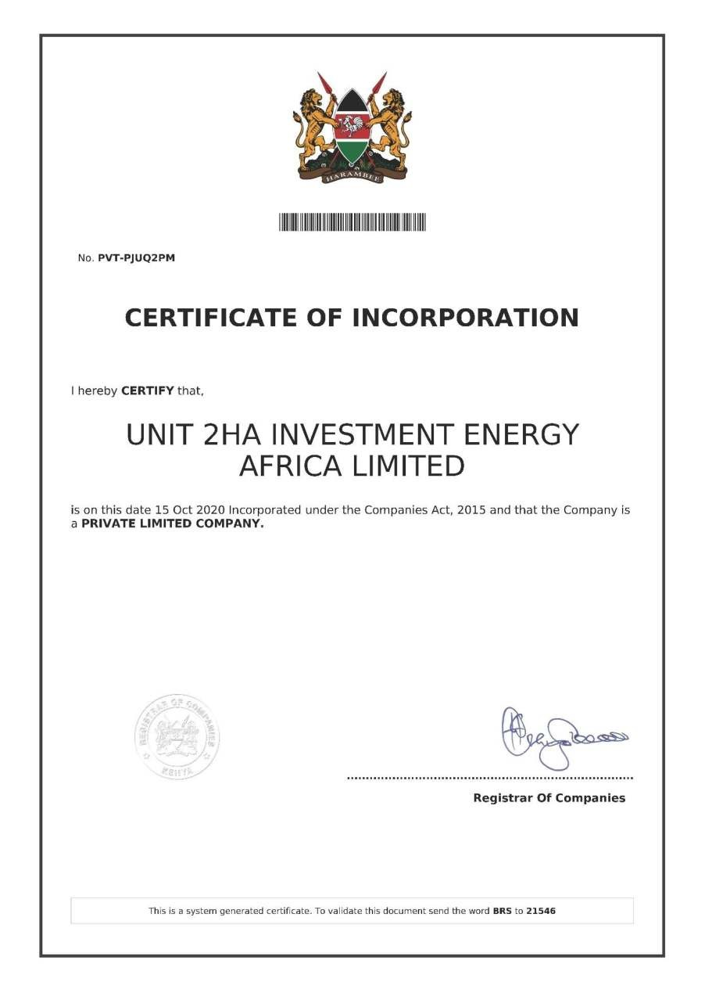 HARAMBEE
No. PVT-PJUQ2PM
CERTIFICATE OF INCORPORATION
I hereby CERTIFY that,
UNIT 2HA INVESTMENT ENERGY
AFRICA LIMITED
is on this date 15 Oct 2020 Incorporated under the Companies Act, 2015 and that the Company is
a PRIVATE LIMITED COMPANY.
REGISTRAR OF COMPANIES
KENYA
Registrar Of Companies
This is a system generated certificate. To validate this document send the word BRS to 21546